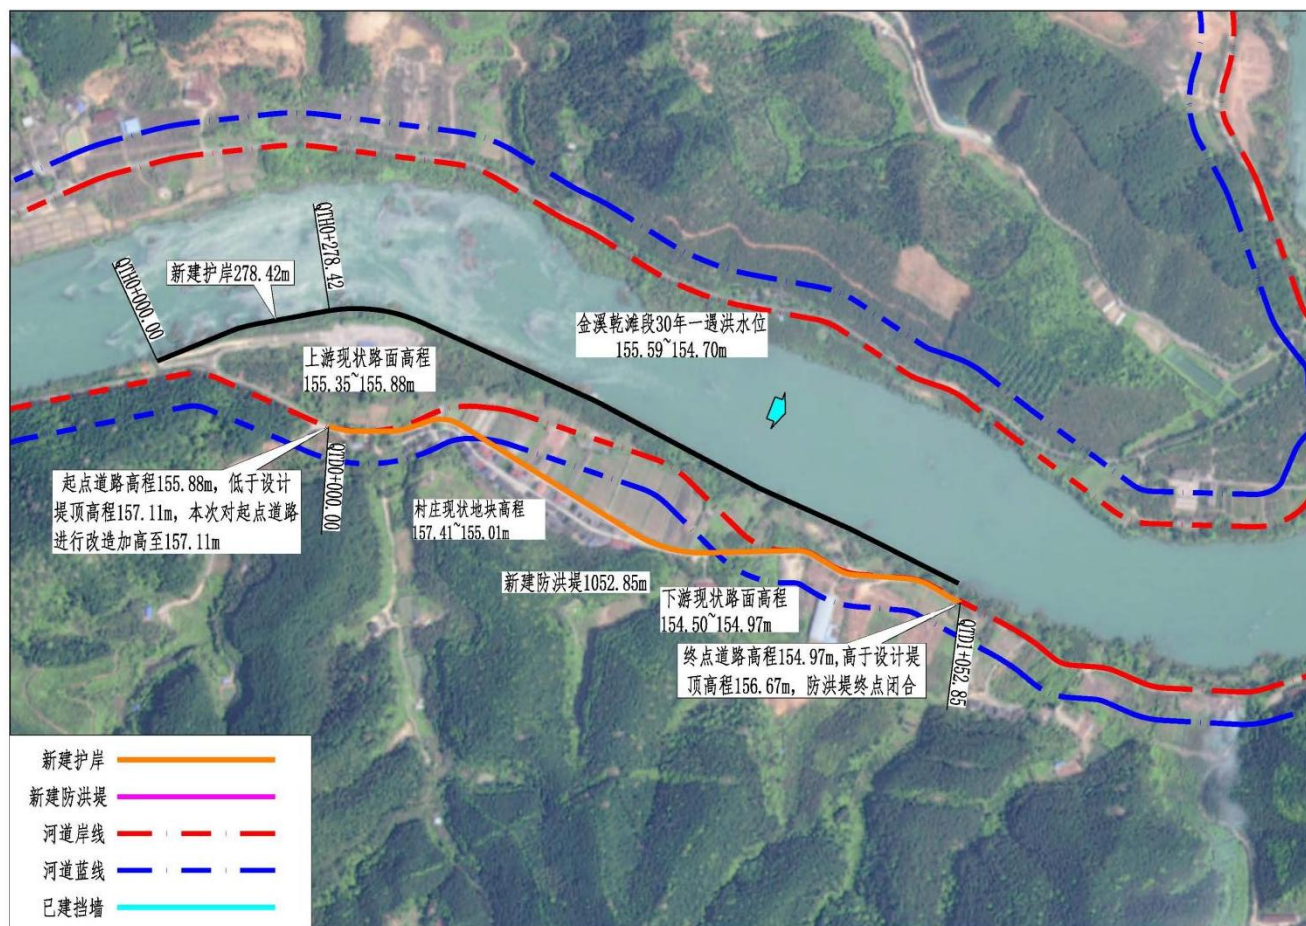 QTH0+000.00
新建护岸278.42m
QTH0+278.42
金溪乾滩段30年一遇洪水位
155.59~154.70m
上游现状路面高程
155.35~155.88m
起点道路高程155.88m，低于设计
堤顶高程157.11m，本次对起点道路
进行改造加高至157.11m
QTD0+000.00
村庄现状地块高程
157.41~155.01m
新建防洪堤1052.85m
下游现状路面高程
154.50~154.97m
终点道路高程154.97m,高于设计堤
顶高程156.67m，防洪堤终点闭合
QTD1+052.85
新建护岸
新建防洪堤
河道岸线
河道蓝线
已建挡墙